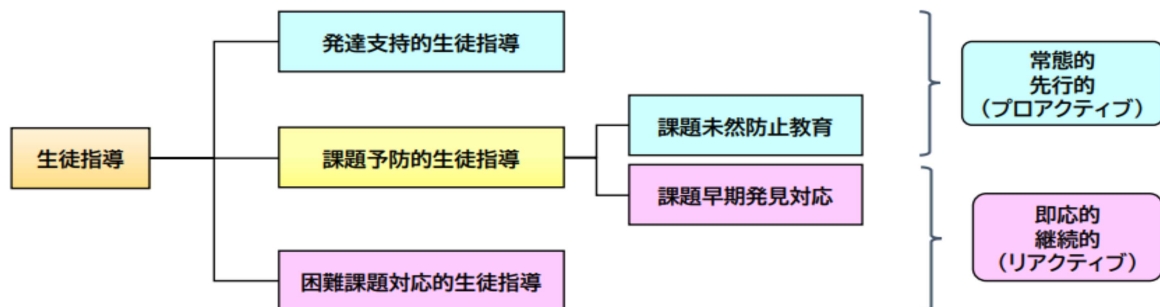 生徒指導
発達支持的生徒指導
課題予防的生徒指導
困難課題対応的生徒指導
課題未然防止教育
課題早期発見対応
常態的
先行的
（プロアクティブ）
即応的
継続的
（リアクティブ）